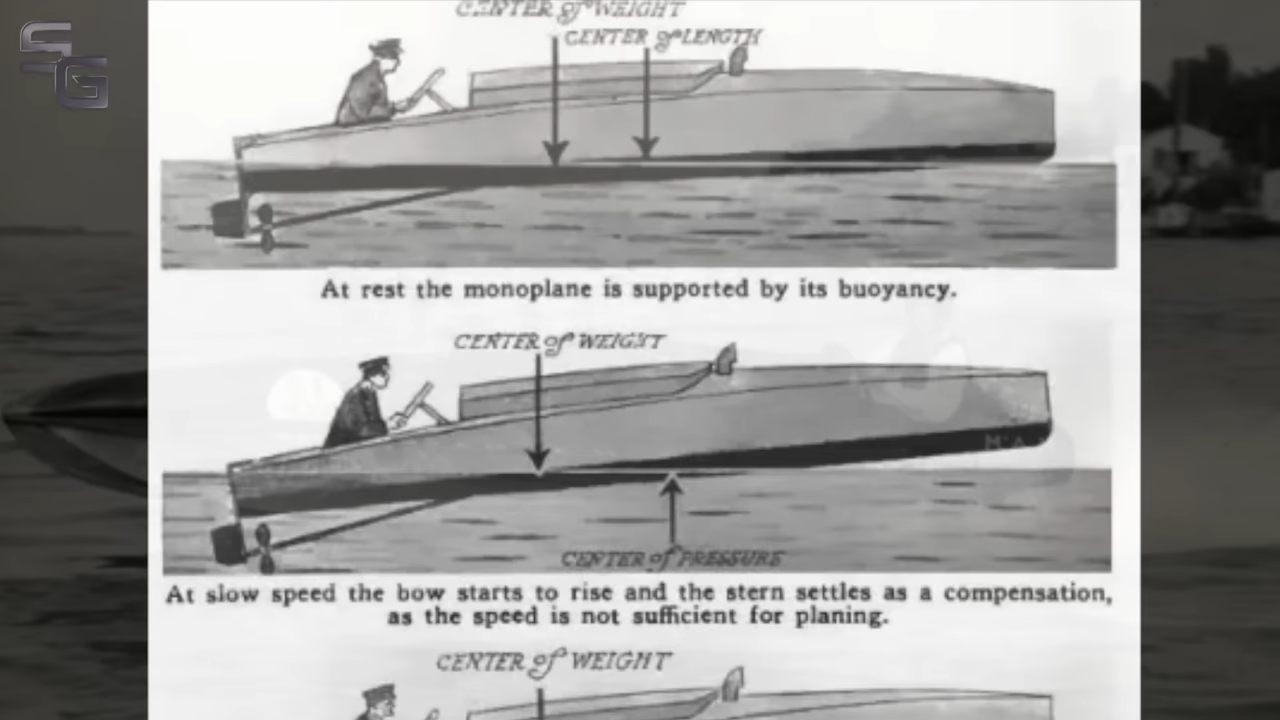 SG
CENTER of WEIGHT
CENTER of LENGTH
At rest the monoplane is supported by its buoyancy.
CENTER of WEIGHT
CENTER of PRESSURE
At slow speed the bow starts to rise and the stern settles as a compensation,
as the speed is not sufficient for planing.
CENTER of WEIGHT